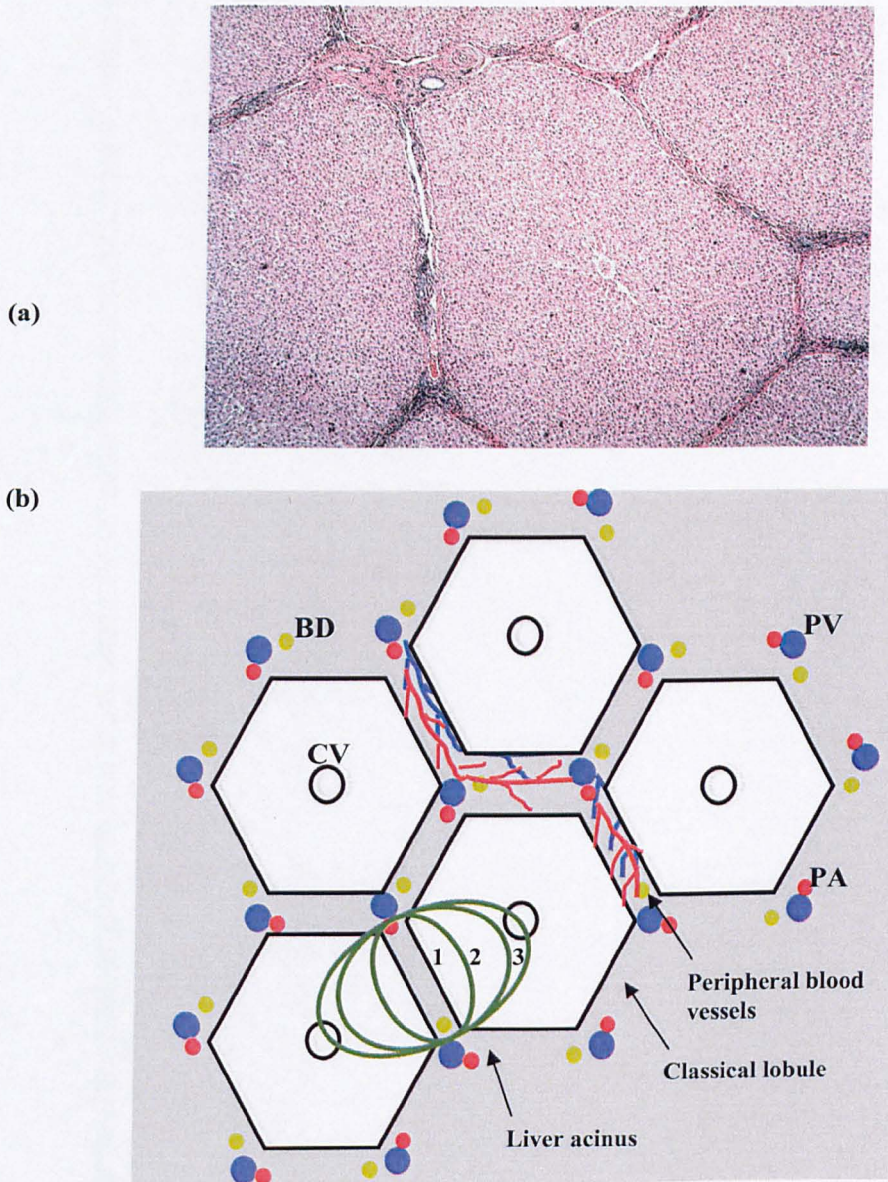 (a)
(b)
BD
PV
CV
PA
1 2 3
Peripheral blood
vessels
Classical lobule
Liver acinus